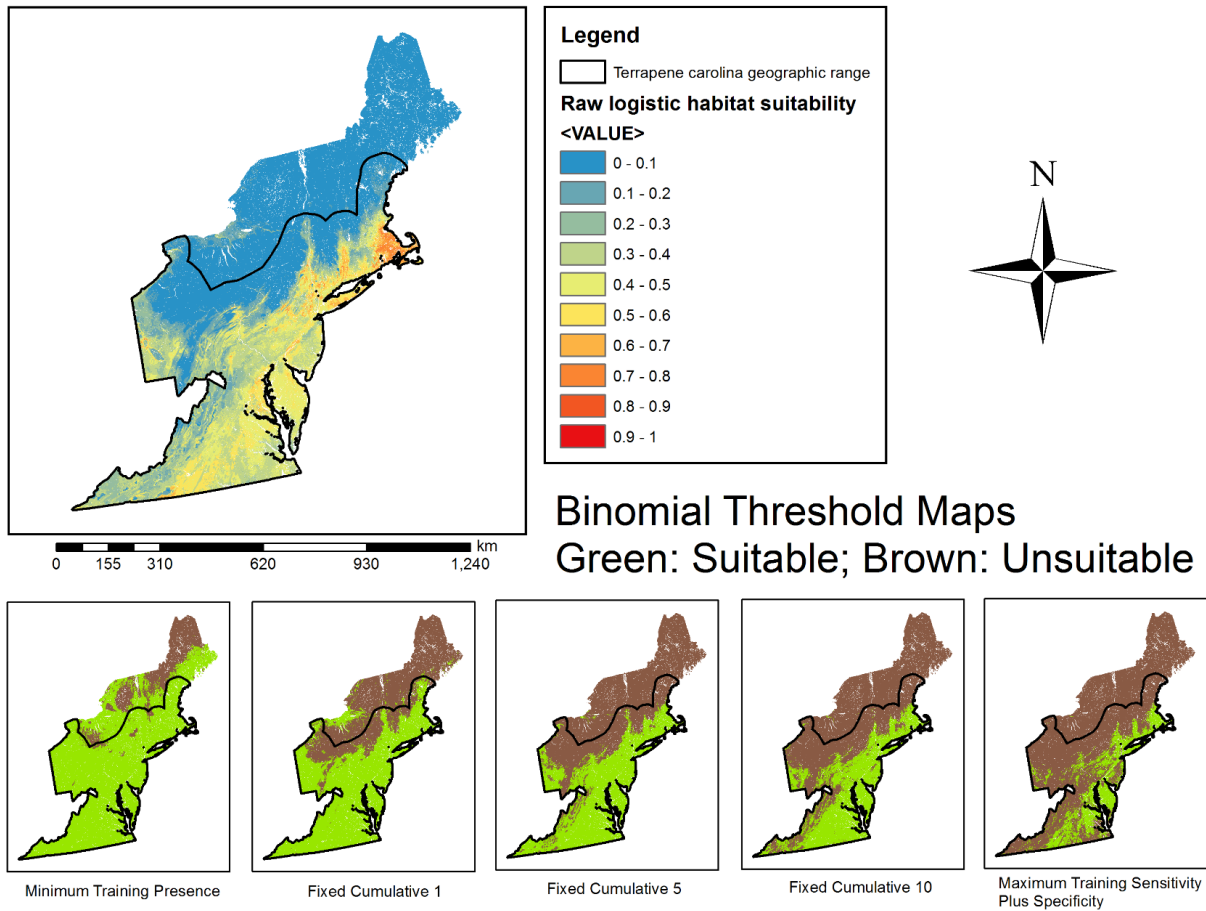 Legend
Terrapene carolina geographic range
Raw logistic habitat suitability
<VALUE>
0 - 0.1
0.1 - 0.2
0.2 - 0.3
0.3 - 0.4
0.4 - 0.5
0.5 - 0.6
0.6 - 0.7
0.7 - 0.8
0.8 - 0.9
0.9 - 1
N
km
0 155 310 620 930 1,240
Binomial Threshold Maps
Green: Suitable; Brown: Unsuitable
Minimum Training Presence
Fixed Cumulative 1
Fixed Cumulative 5
Fixed Cumulative 10
Maximum Training Sensitivity
Plus Specificity